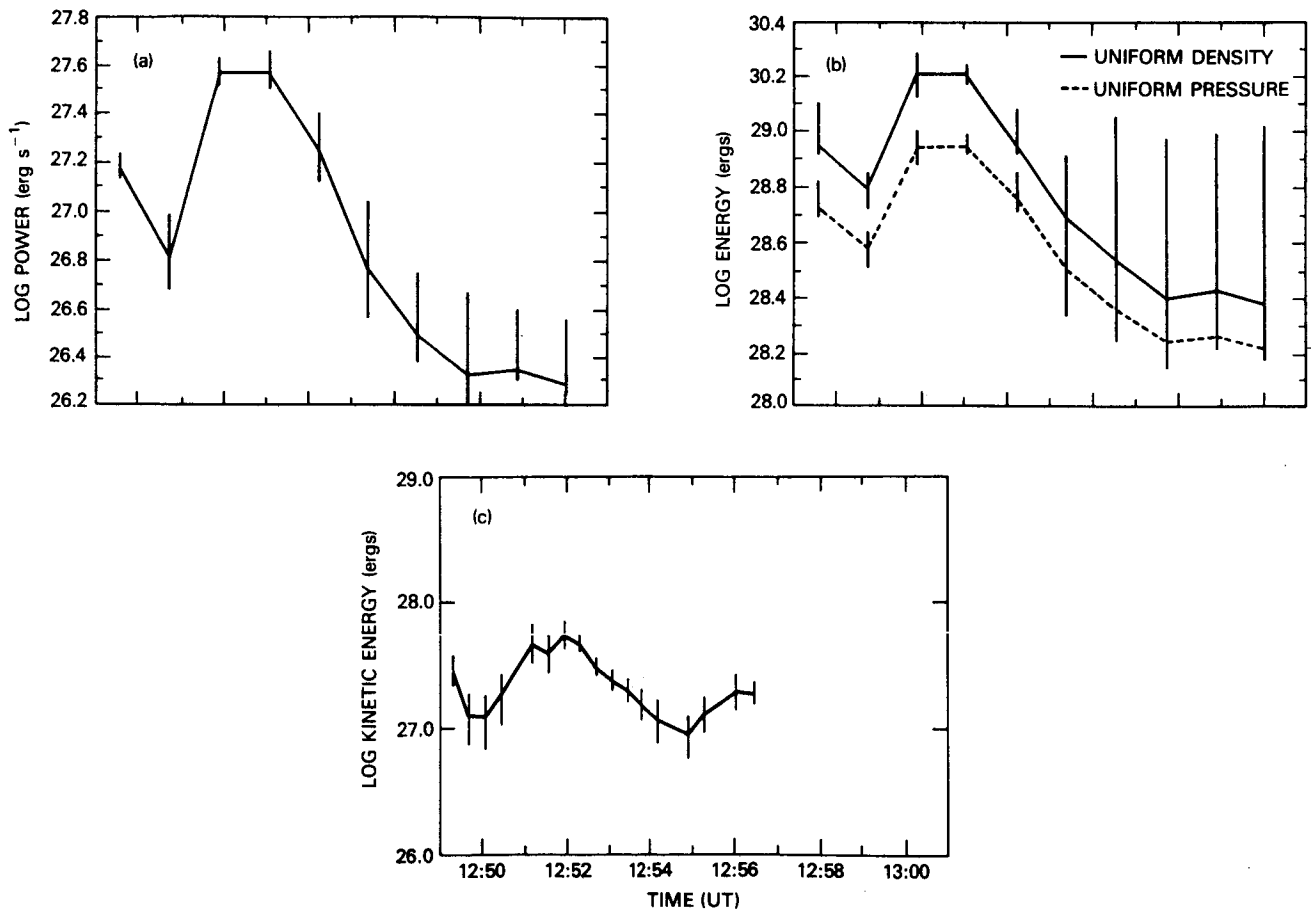 (a)
LOG POWER (erg s⁻¹)
27.8
27.6
27.4
27.2
27.0
26.8
26.6
26.4
26.2
(b)
LOG ENERGY (ergs)
30.4
30.2
29.0
28.8
28.6
28.4
28.2
28.0
UNIFORM DENSITY
UNIFORM PRESSURE
(c)
LOG KINETIC ENERGY (ergs)
29.0
28.0
27.0
26.0
12:50 12:52 12:54 12:56 12:58 13:00
TIME (UT)